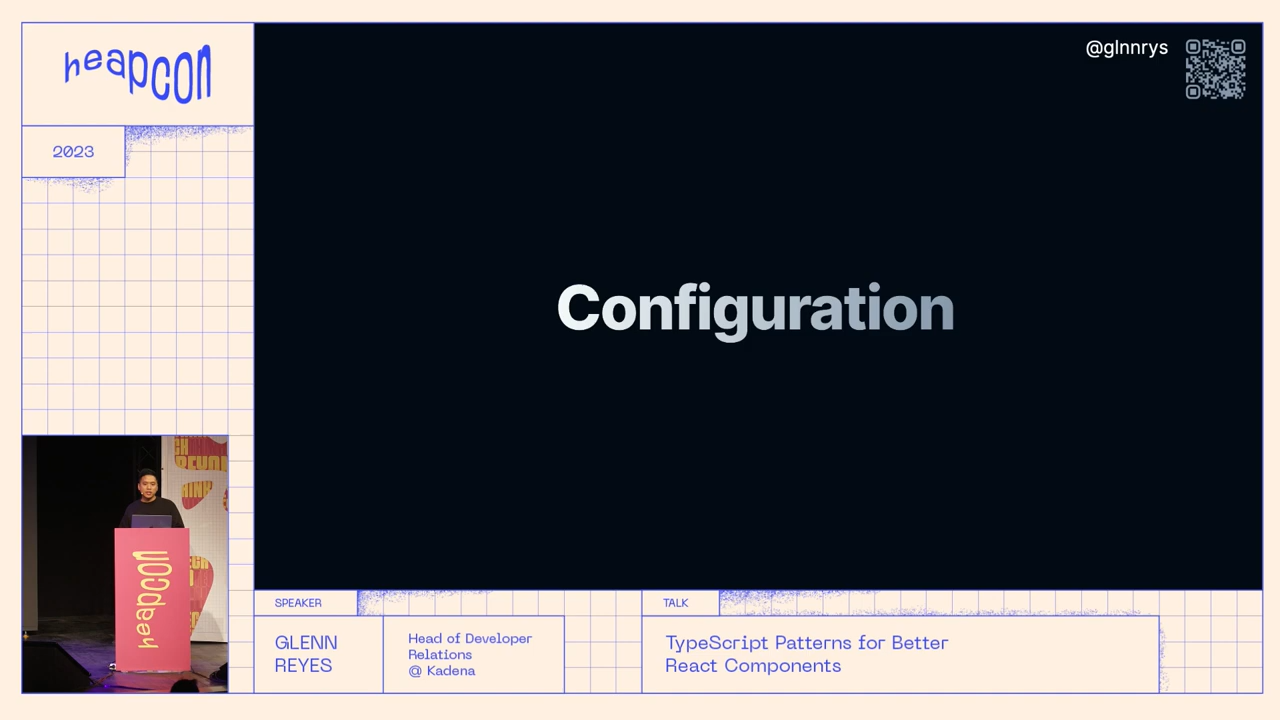 heapcon
2023
@glnnrys
Configuration
heapcon
SPEAKER
GLENN
REYES
Head of Developer
Relations
@ Kadena
TALK
TypeScript Patterns for Better
React Components